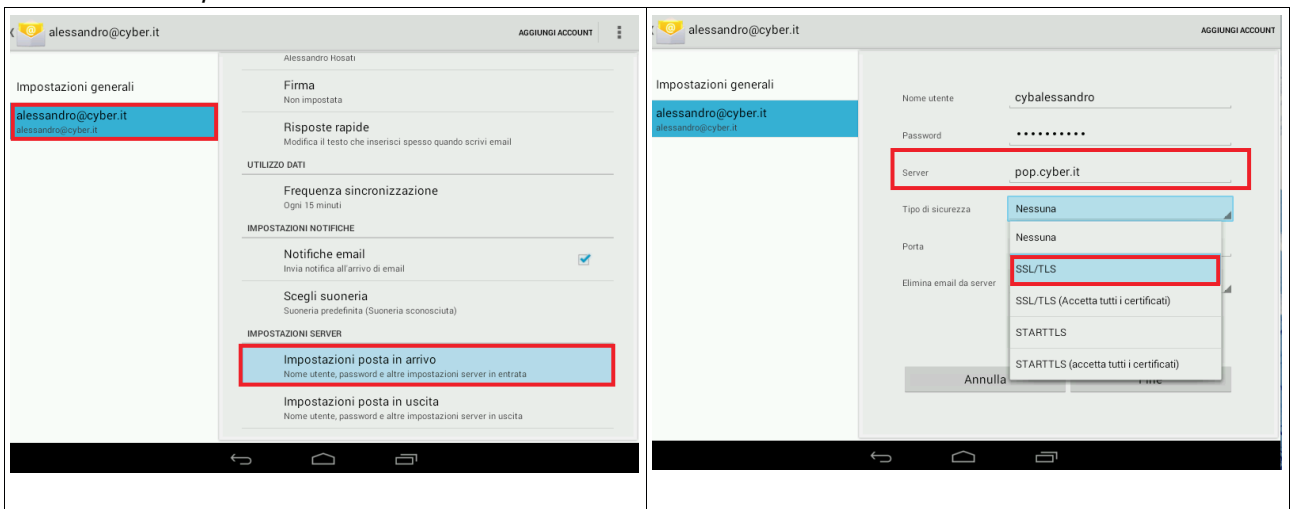 alessandro@cyber.it
AGGIUNGI ACCOUNT
Impostazioni generali
alessandro@cyber.it
alessandro@cyber.it
Alessandro Rosati
Firma
Non impostata
Risposte rapide
Modifica il testo che inserisci spesso quando scrivi email
UTILIZZO DATI
Frequenza sincronizzazione
Ogni 15 minuti
IMPOSTAZIONI NOTIFICHE
Notifiche email
Invia notifica all'arrivo di email
Scegli suoneria
Suoneria predefinita (Suoneria sconosciuta)
IMPOSTAZIONI SERVER
Impostazioni posta in arrivo
Nome utente, password e altre impostazioni server in entrata
Impostazioni posta in uscita
Nome utente, password e altre impostazioni server in uscita
alessandro@cyber.it
AGGIUNGI ACCOUNT
Impostazioni generali
alessandro@cyber.it
alessandro@cyber.it
Nome utente cybalessandro
Password ••••••••••
Server pop.cyber.it
Tipo di sicurezza Nessuna
Nessuna
Porta
SSL/TLS
Elimina email da server
SSL/TLS (Accetta tutti i certificati)
STARTTLS
STARTTLS (accetta tutti i certificati)
Annulla